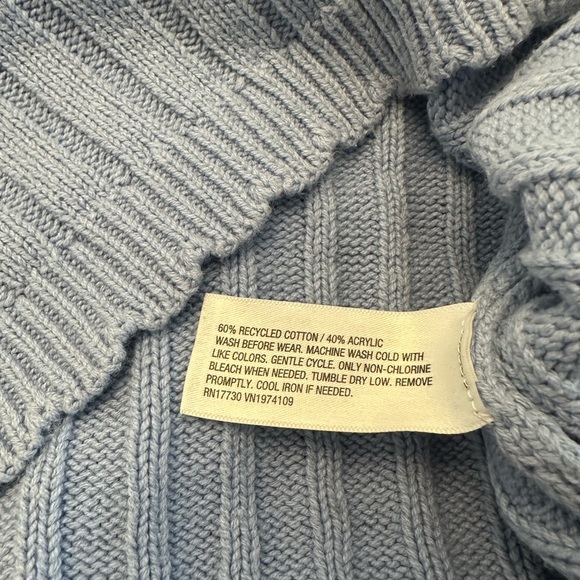 60% RECYCLED COTTON / 40% ACRYLIC
WASH BEFORE WEAR. MACHINE WASH COLD WITH
LIKE COLORS. GENTLE CYCLE. ONLY NON-CHLORINE
BLEACH WHEN NEEDED. TUMBLE DRY LOW. REMOVE
PROMPTLY. COOL IRON IF NEEDED.
RN17730 VN1974109